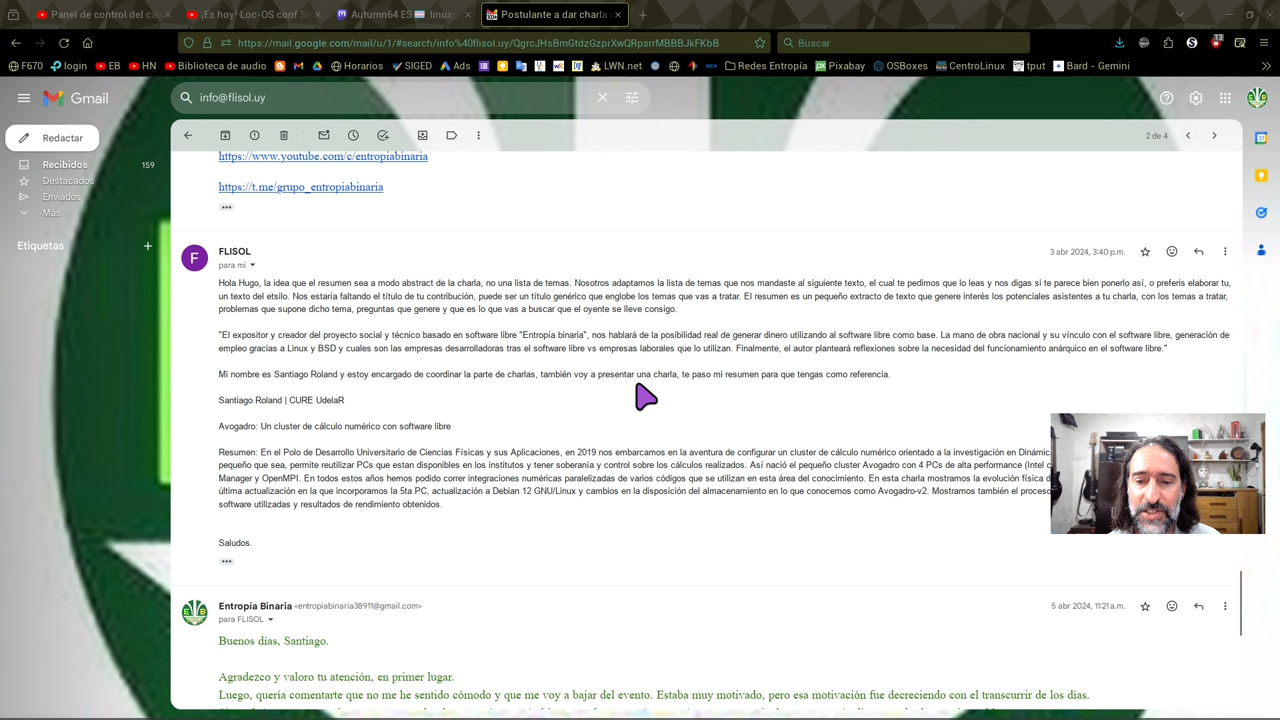 Panel de control del ca
¡Es hoy! Loc-OS conf S
Autumn64 ES :linux:
Postulante a dar charla
https://mail.google.com/mail/u/1/#search/info%40flisol.uy/QgrcJHsBmGtdzGzprXwQRpsrrMBBBJkFKbB
Buscar
13
F670
login
EB
HN
Biblioteca de audio
Horarios
SIGED
Ads
LWN.net
Redes Entropía
Pixabay
OSBoxes
CentroLinux
tput
Bard - Gemini
Gmail
info@flisol.uy
Redactar
2 de 4
Recibidos
159
Destacados
Enviados
Más
Etiquetas
https://www.youtube.com/c/entropiabinaria
https://t.me/grupo_entropiabinaria
FLISOL
3 abr 2024, 3:40 p.m.
para mí
Hola Hugo, la idea que el resumen sea a modo abstract de la charla, no una lista de temas. Nosotros adaptamos la lista de temas que nos mandaste al siguiente texto, el cual te pedimos que lo leas y nos digas si te parece bien ponerlo así, o preferis elaborar tu,
un texto del etsilo. Nos estaría faltando el título de tu contribución, puede ser un título genérico que englobe los temas que vas a tratar. El resumen es un pequeño extracto de texto que genere interés los potenciales asistentes a tu charla, con los temas a tratar,
problemas que supone dicho tema, preguntas que genere y que es lo que vas a buscar que el oyente se lleve consigo.
"El expositor y creador del proyecto social y técnico basado en software libre "Entropía binaria", nos hablará de la posibilidad real de generar dinero utilizando al software libre como base. La mano de obra nacional y su vínculo con el software libre, generación de
empleo gracias a Linux y BSD y cuales son las empresas desarrolladoras tras el software libre vs empresas laborales que lo utilizan. Finalmente, el autor planteará reflexiones sobre la necesidad del funcionamiento anárquico en el software libre."
Mi nombre es Santiago Roland y estoy encargado de coordinar la parte de charlas, también voy a presentar una charla, te paso mi resumen para que tengas como referencia.
Santiago Roland | CURE UdelaR
Avogadro: Un cluster de cálculo numérico con software libre
Resumen: En el Polo de Desarrollo Universitario de Ciencias Físicas y sus Aplicaciones, en 2019 nos embarcamos en la aventura de configurar un cluster de cálculo numérico orientado a la investigación en Dinámic
pequeño que sea, permite reutilizar PCs que estan disponibles en los institutos y tener soberanía y control sobre los cálculos realizados. Así nació el pequeño cluster Avogadro con 4 PCs de alta performance (Intel c
Manager y OpenMPI. En todos estos años hemos podido correr integraciones numéricas paralelizadas de varios códigos que se utilizan en esta área del conocimiento. En esta charla mostramos la evolución física d
última actualización en la que incorporamos la 5ta PC, actualización a Debian 12 GNU/Linux y cambios en la disposición del almacenamiento en lo que conocemos como Avogadro-v2. Mostramos también el proceso
software utilizadas y resultados de rendimiento obtenidos.
Saludos.
Entropía Binaria <entropiabinaria38911@gmail.com>
5 abr 2024, 11:21 a.m.
para FLISOL
Buenos días, Santiago.
Agradezco y valoro tu atención, en primer lugar.
Luego, quería comentarte que no me he sentido cómodo y que me voy a bajar del evento. Estaba muy motivado, pero esa motivación fue decreciendo con el transcurrir de los días.